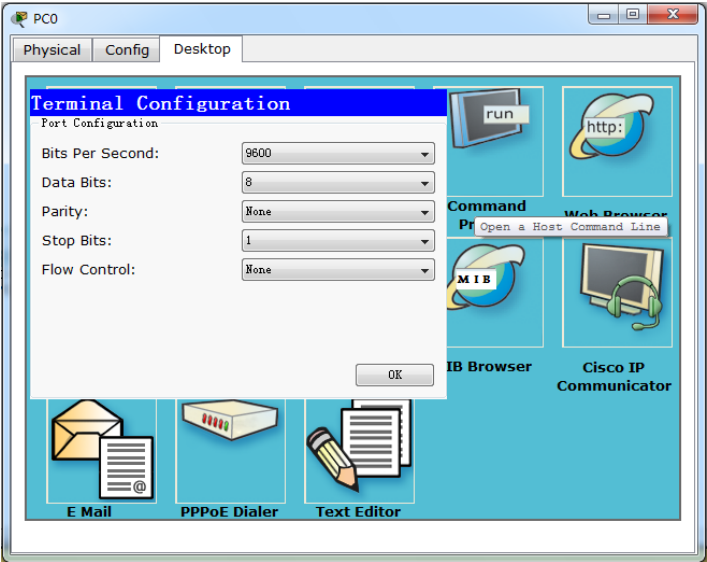 PC0
Physical Config Desktop
Terminal Configuration
Port Configuration
Bits Per Second: 9600
Data Bits: 8
Parity: None
Stop Bits: 1
Flow Control: None
OK
run
http:
Command
Pr
Web Browser
Open a Host Command Line
MIB
IB Browser
Cisco IP
Communicator
@
E Mail
PPPoE Dialer
Text Editor